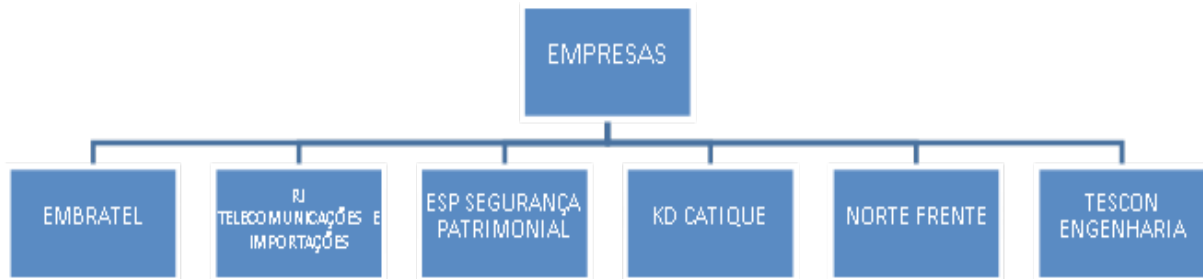 EMPRESAS
EMBRATEL
RJ
TELECOMUNICAÇÕES E
IMPORTAÇÕES
ESP SEGURANÇA
PATRIMONIAL
KD CATIQUE
NORTE FRENTE
TESCON
ENGENHARIA